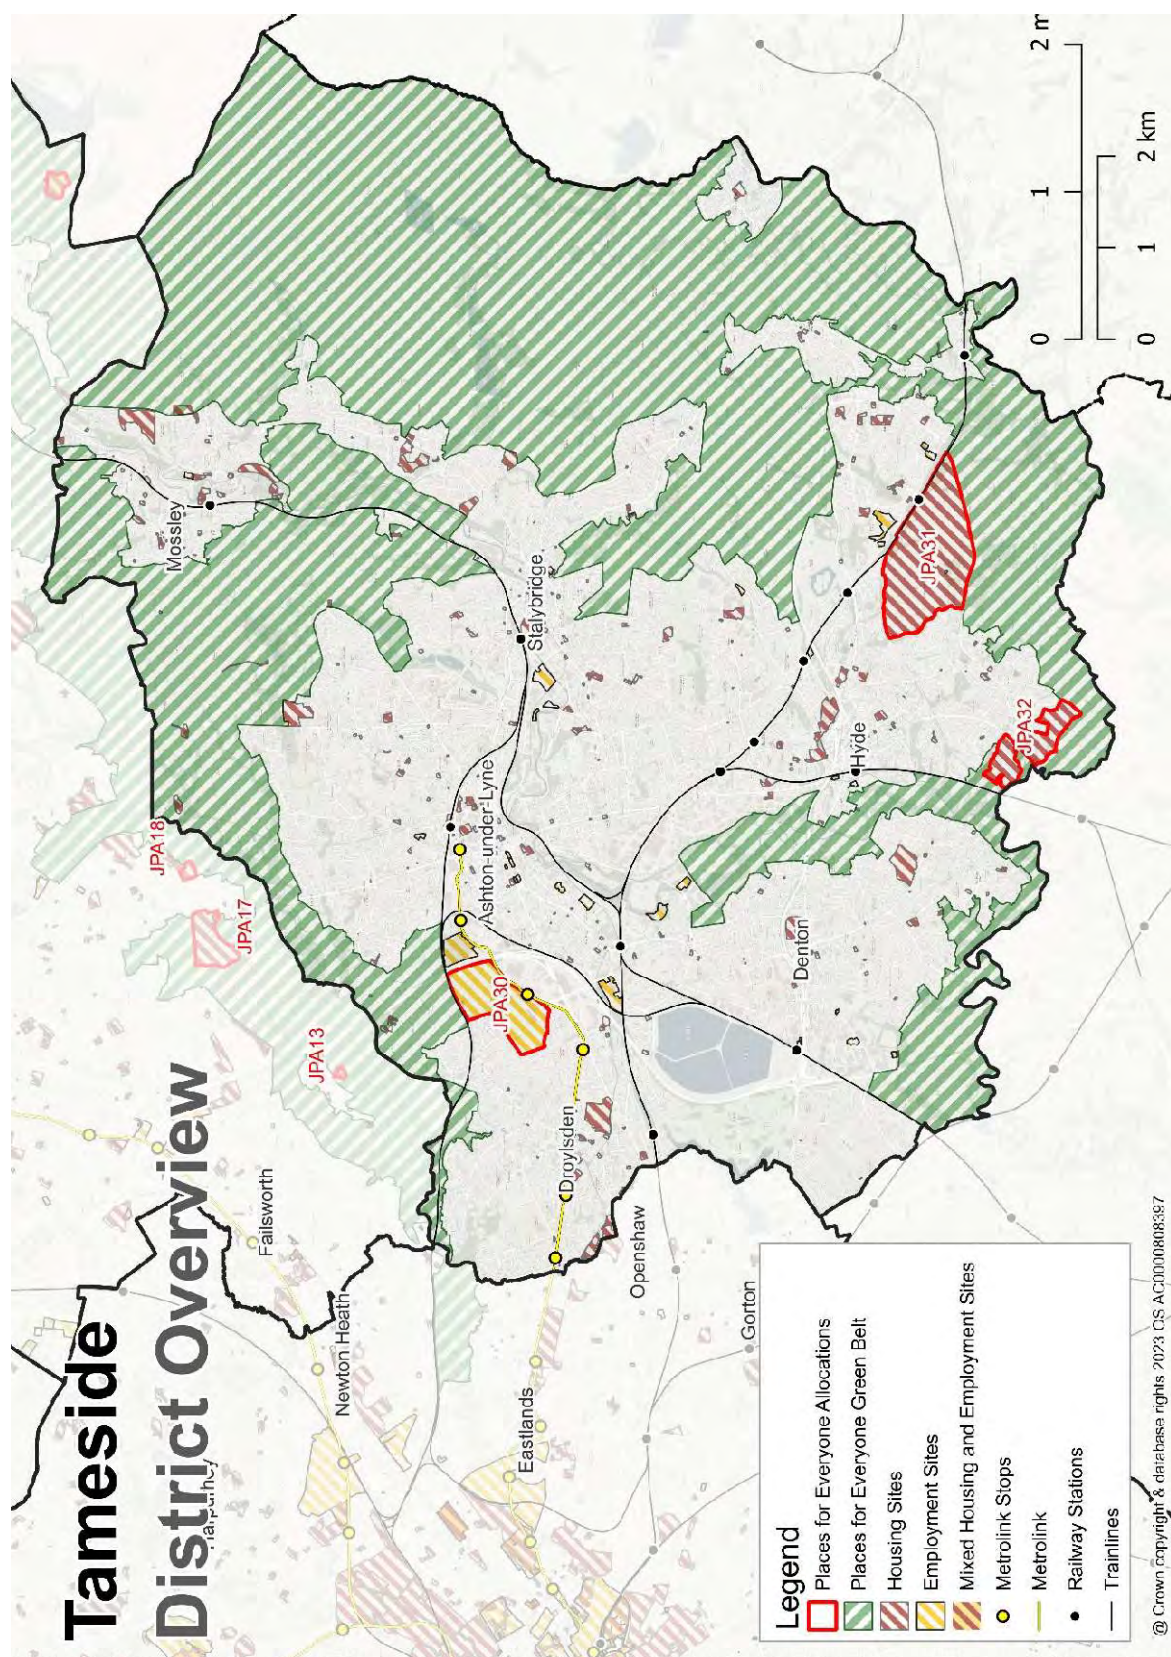 Tameside
District Overview
Harpurhey
Failsworth
Newton Heath
Eastlands
Openshaw
Gorton
Droylsden
Denton
Ashton-under-Lyne
Stalybridge
Mossley
Hyde
JPA13
JPA17
JPA18
JPA30
JPA31
JPA32
Legend
Places for Everyone Allocations
Places for Everyone Green Belt
Housing Sites
Employment Sites
Mixed Housing and Employment Sites
Metrolink Stops
Metrolink
Railway Stations
Trainlines
0 1 2 m
0 1 2 km
@ Crown copyright & database rights 2023 OS AC0000808397